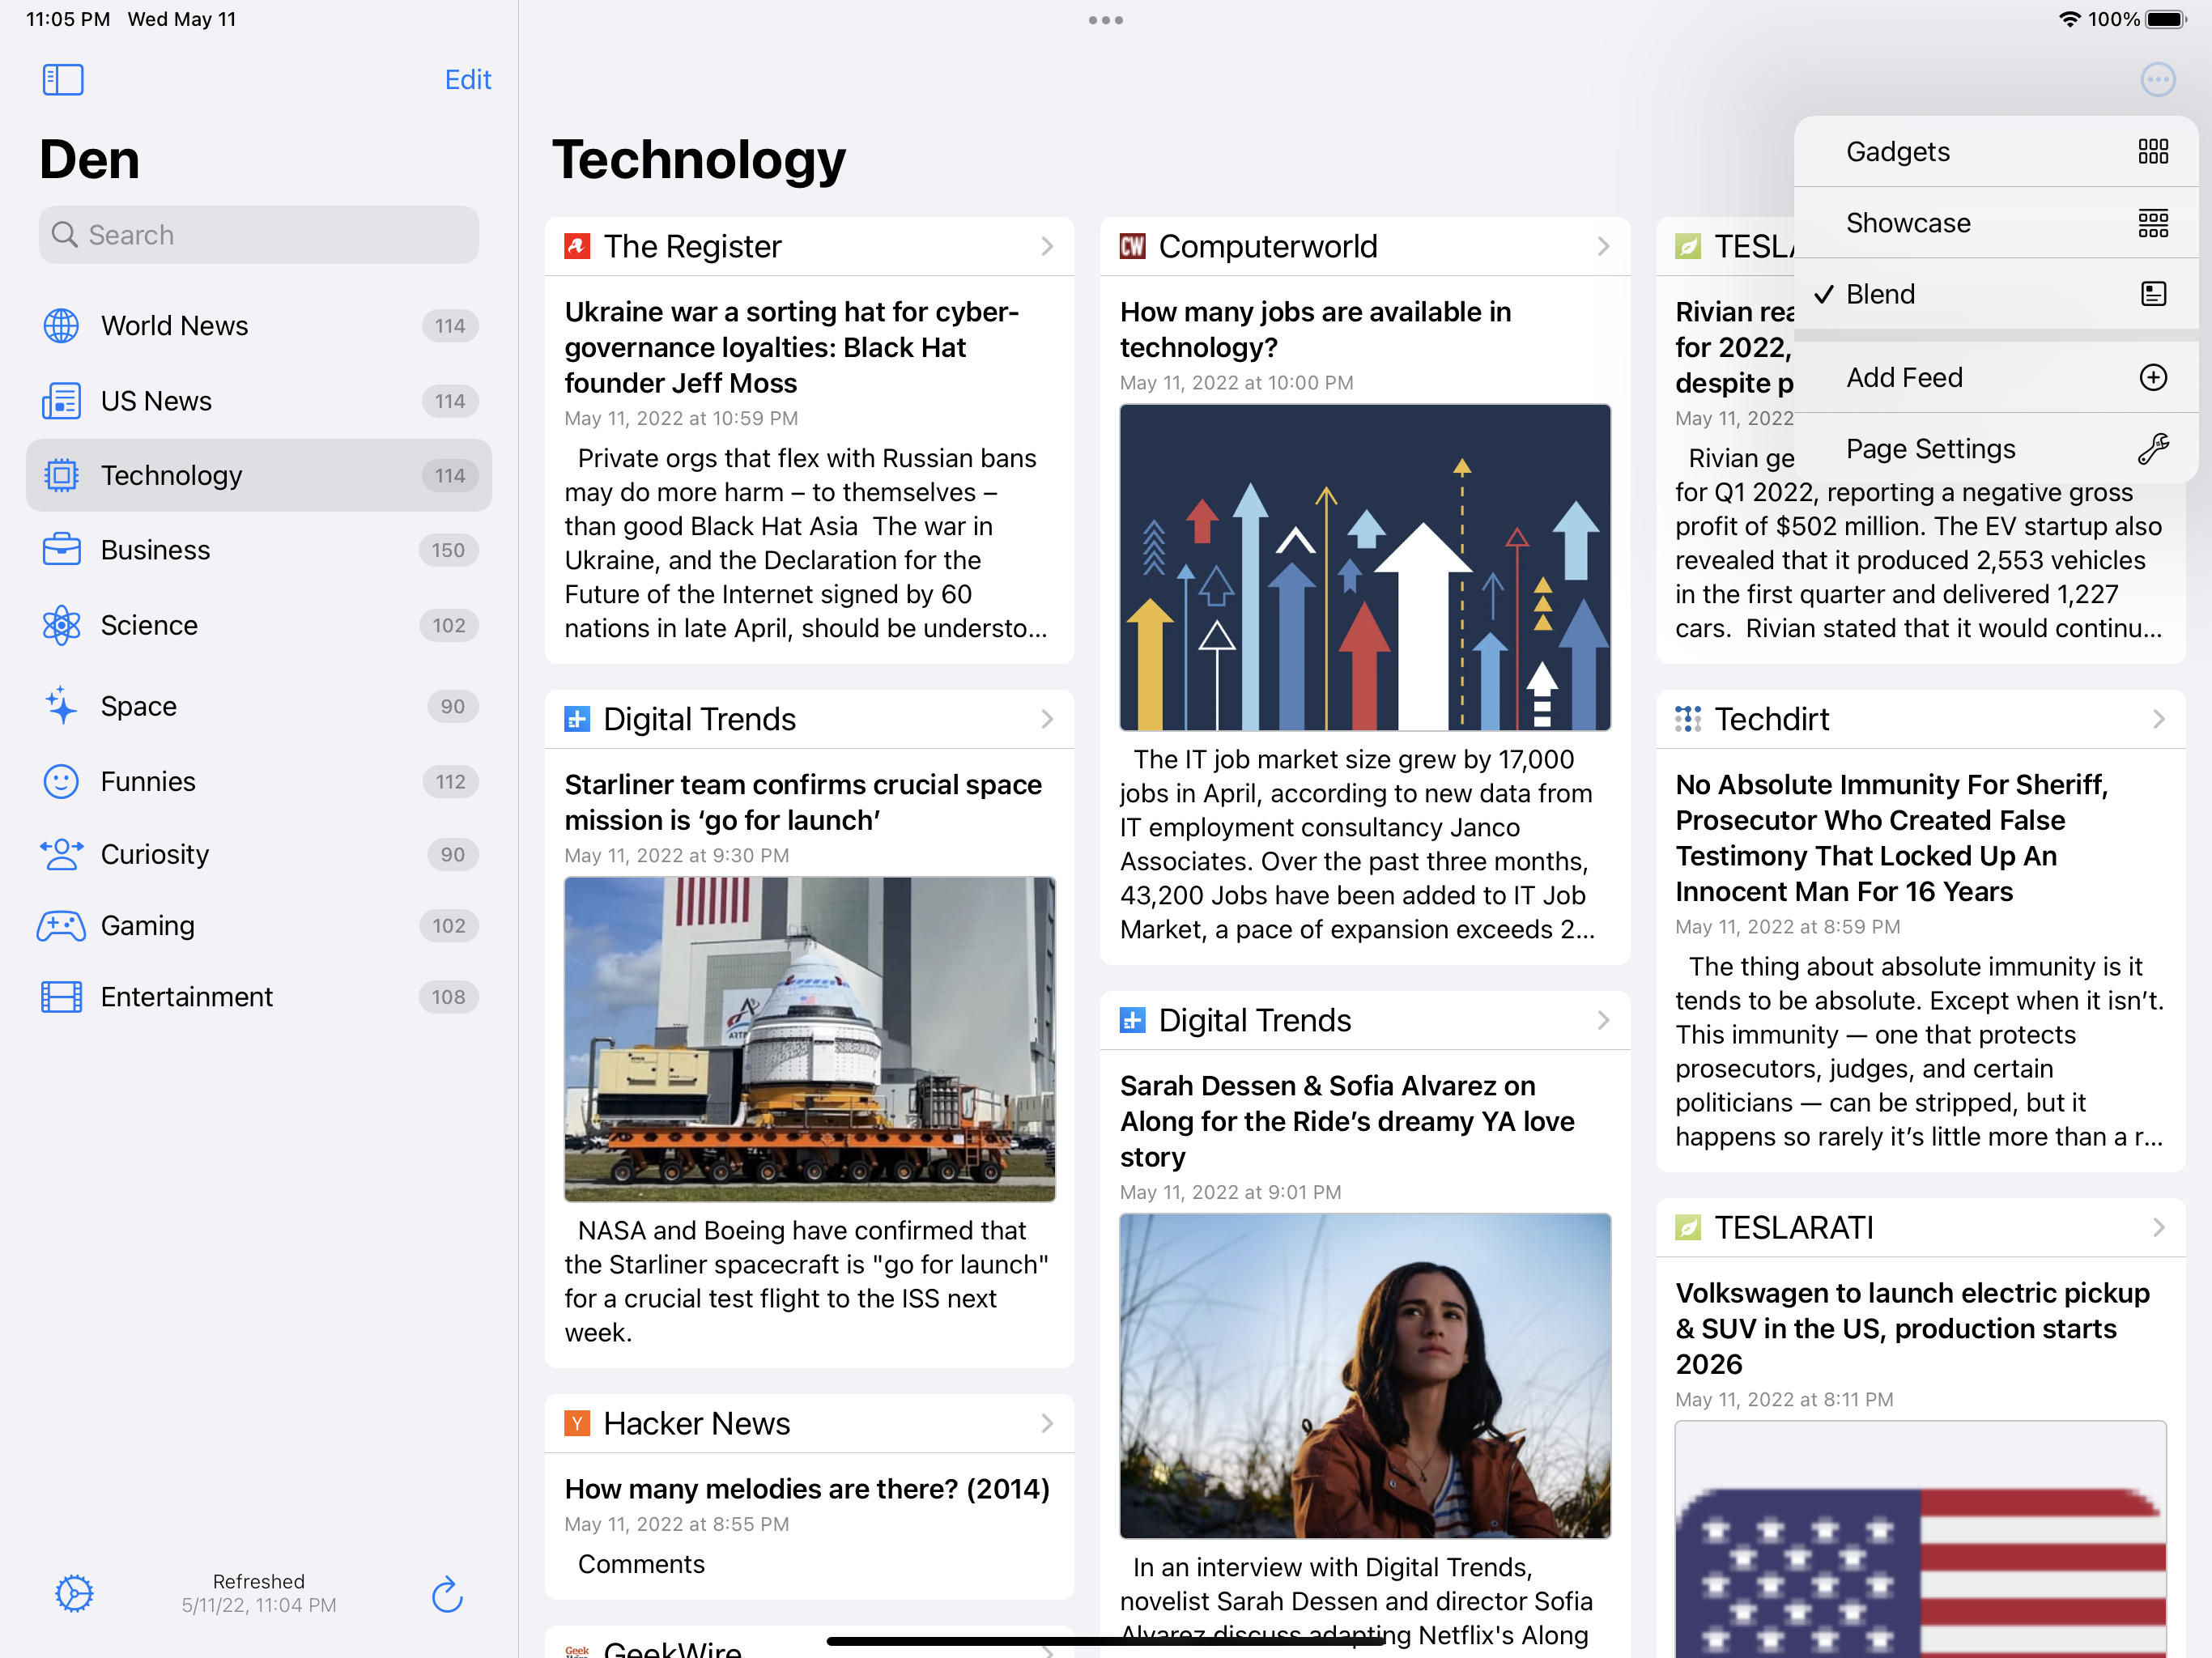 11:05 PM Wed May 11
100%
Edit
Den
Search
World News 114
US News 114
Technology 114
Business 150
Science 102
Space 90
Funnies 112
Curiosity 90
Gaming 102
Entertainment 108
Refreshed
5/11/22, 11:04 PM
Technology
The Register
Ukraine war a sorting hat for cyber-
governance loyalties: Black Hat
founder Jeff Moss
May 11, 2022 at 10:59 PM
Private orgs that flex with Russian bans
may do more harm – to themselves –
than good Black Hat Asia The war in
Ukraine, and the Declaration for the
Future of the Internet signed by 60
nations in late April, should be understo...
Digital Trends
Starliner team confirms crucial space
mission is ‘go for launch’
May 11, 2022 at 9:30 PM
NASA and Boeing have confirmed that
the Starliner spacecraft is "go for launch"
for a crucial test flight to the ISS next
week.
Hacker News
How many melodies are there? (2014)
May 11, 2022 at 8:55 PM
Comments
GeekWire
Computerworld
How many jobs are available in
technology?
May 11, 2022 at 10:00 PM
The IT job market size grew by 17,000
jobs in April, according to new data from
IT employment consultancy Janco
Associates. Over the past three months,
43,200 Jobs have been added to IT Job
Market, a pace of expansion exceeds 2...
Digital Trends
Sarah Dessen & Sofia Alvarez on
Along for the Ride’s dreamy YA love
story
May 11, 2022 at 9:01 PM
In an interview with Digital Trends,
novelist Sarah Dessen and director Sofia
Alvarez discuss adapting Netflix's Along
TESLA
Rivian rea
for 2022,
despite p
May 11, 2022
Rivian ge
for Q1 2022, reporting a negative gross
profit of $502 million. The EV startup also
revealed that it produced 2,553 vehicles
in the first quarter and delivered 1,227
cars. Rivian stated that it would continu...
Techdirt
No Absolute Immunity For Sheriff,
Prosecutor Who Created False
Testimony That Locked Up An
Innocent Man For 16 Years
May 11, 2022 at 8:59 PM
The thing about absolute immunity is it
tends to be absolute. Except when it isn’t.
This immunity — one that protects
prosecutors, judges, and certain
politicians — can be stripped, but it
happens so rarely it’s little more than a r...
TESLARATI
Volkswagen to launch electric pickup
& SUV in the US, production starts
2026
May 11, 2022 at 8:11 PM
Gadgets
Showcase
Blend
Add Feed
Page Settings